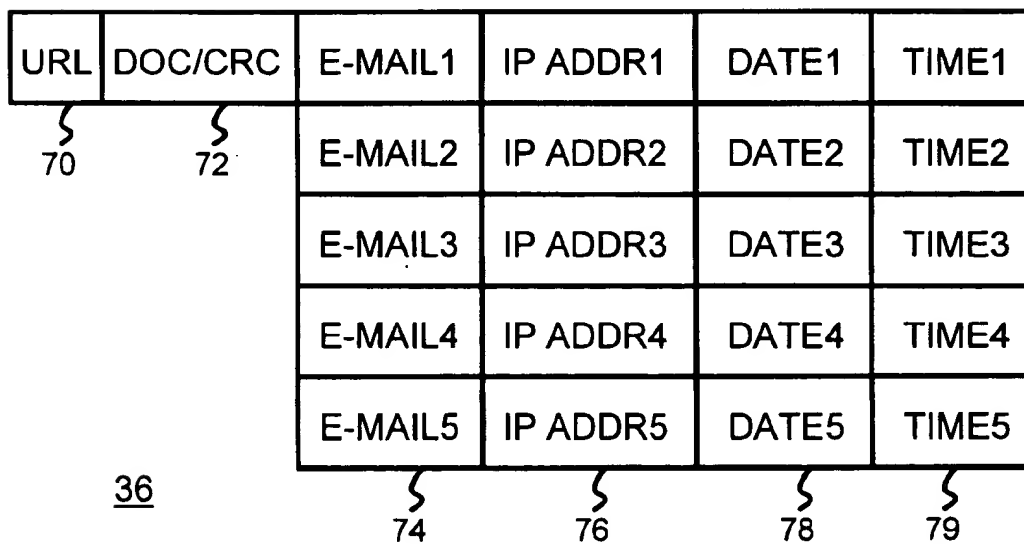 URL DOC/CRC E-MAIL1 IP ADDR1 DATE1 TIME1
70 72 E-MAIL2 IP ADDR2 DATE2 TIME2
E-MAIL3 IP ADDR3 DATE3 TIME3
E-MAIL4 IP ADDR4 DATE4 TIME4
E-MAIL5 IP ADDR5 DATE5 TIME5
36
74 76 78 79